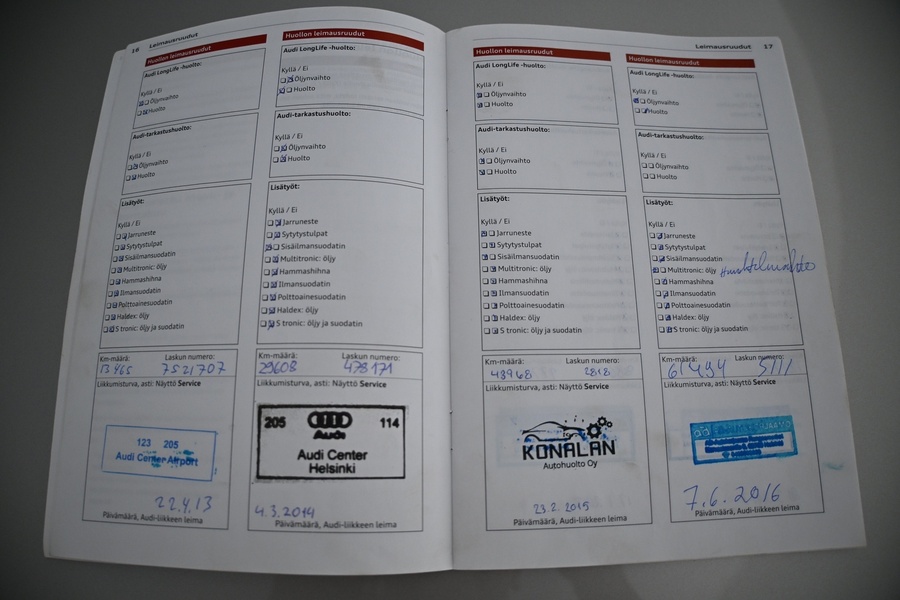 16 Leimausruudut
Huollon leimausruudut
Audi LongLife -huolto:
Kyllä / Ei
Öljynvaihto
Huolto
Audi-tarkastushuolto:
Kyllä / Ei
Öljynvaihto
Huolto
Lisätyöt:
Kyllä / Ei
Jarruneste
Sytytystulpat
Sisäilmansuodatin
Multitronic: öljy
Hammashihna
Ilmansuodatin
Polttoainesuodatin
Haldex: öljy
S tronic: öljy ja suodatin
Km-määrä: Laskun numero:
13465 7521707
Liikkumisturva, asti: Näyttö Service
123 205
Audi Center Airport
22.4.13
Päivämäärä, Audi-liikkeen leima
Huollon leimausruudut
Audi LongLife -huolto:
Kyllä / Ei
Öljynvaihto
Huolto
Audi-tarkastushuolto:
Kyllä / Ei
Öljynvaihto
Huolto
Lisätyöt:
Kyllä / Ei
Jarruneste
Sytytystulpat
Sisäilmansuodatin
Multitronic: öljy
Hammashihna
Ilmansuodatin
Polttoainesuodatin
Haldex: öljy
S tronic: öljy ja suodatin
Km-määrä: Laskun numero:
29608 478171
Liikkumisturva, asti: Näyttö Service
205 114
Audi
Audi Center
Helsinki
4.3.2014
Päivämäärä, Audi-liikkeen leima
Leimausruudut 17
Huollon leimausruudut
Audi LongLife -huolto:
Kyllä / Ei
Öljynvaihto
Huolto
Audi-tarkastushuolto:
Kyllä / Ei
Öljynvaihto
Huolto
Lisätyöt:
Kyllä / Ei
Jarruneste
Sytytystulpat
Sisäilmansuodatin
Multitronic: öljy
Hammashihna
Ilmansuodatin
Polttoainesuodatin
Haldex: öljy
S tronic: öljy ja suodatin
Km-määrä: Laskun numero:
43968 2818
Liikkumisturva, asti: Näyttö Service
KONALAN
Autohuolto Oy
23.2.2015
Päivämäärä, Audi-liikkeen leima
Huollon leimausruudut
Audi LongLife -huolto:
Kyllä / Ei
Öljynvaihto
Huolto
Audi-tarkastushuolto:
Kyllä / Ei
Öljynvaihto
Huolto
Lisätyöt:
Kyllä / Ei
Jarruneste
Sytytystulpat
Sisäilmansuodatin
Multitronic: öljy
Hammashihna
Ilmansuodatin
Polttoainesuodatin
Haldex: öljy
S tronic: öljy ja suodatin
Km-määrä: Laskun numero:
61494 5111
Liikkumisturva, asti: Näyttö Service
7.6.2016
Päivämäärä, Audi-liikkeen leima